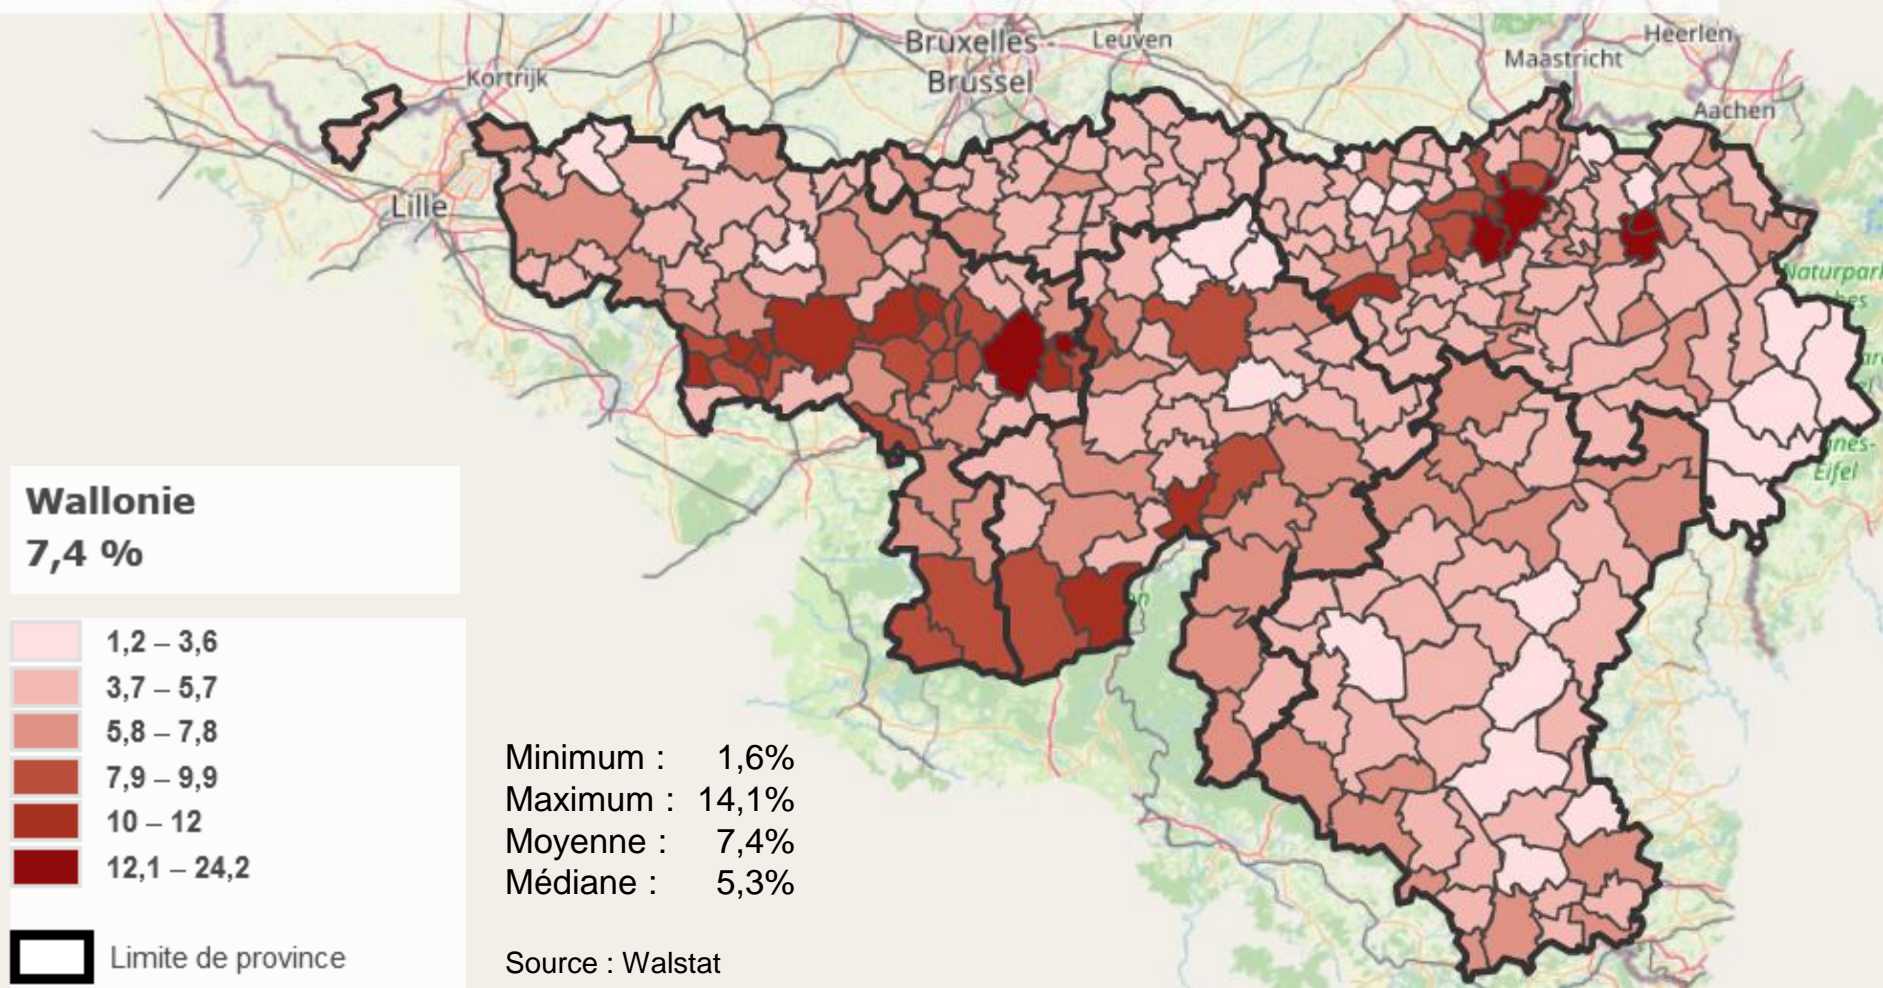 Bruxelles -
Brussel
Leuven
Heerlen
Maastricht
Kortrijk
Aachen
Lille
Naturpark
Eifel
Wallonie
7,4 %
1,2 – 3,6
3,7 – 5,7
5,8 – 7,8
7,9 – 9,9
10 – 12
12,1 – 24,2
Limite de province
Minimum : 1,6%
Maximum : 14,1%
Moyenne : 7,4%
Médiane : 5,3%
Source : Walstat